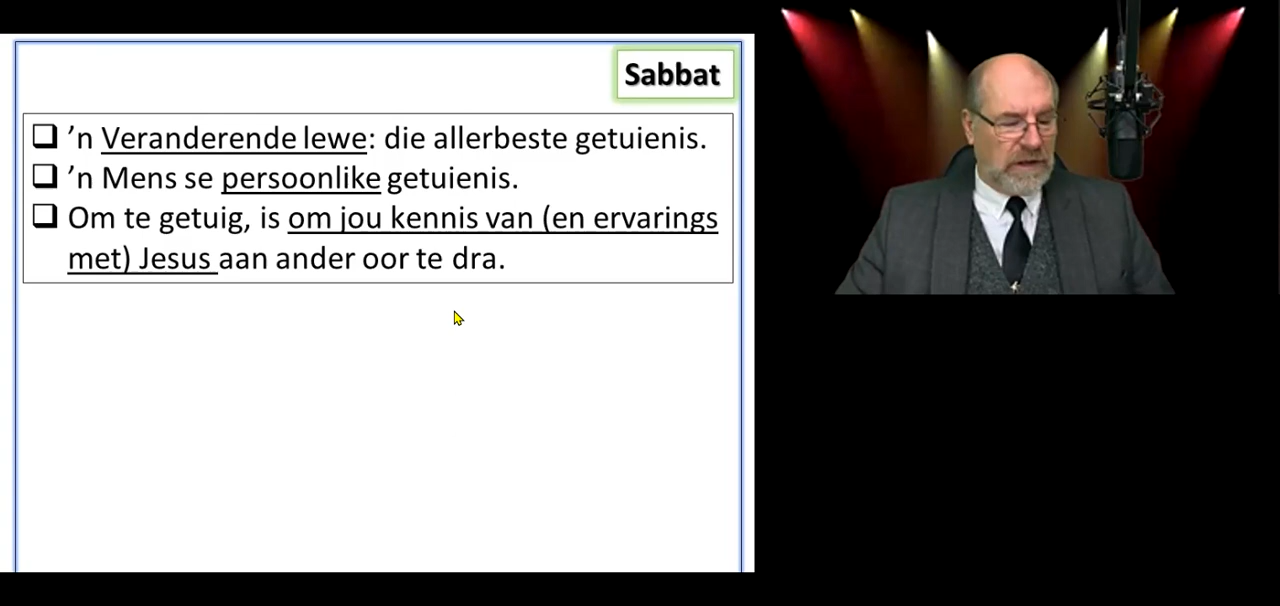 Sabbat
’n Veranderende lewe: die allerbeste getuienis.
’n Mens se persoonlike getuienis.
Om te getuig, is om jou kennis van (en ervarings
met) Jesus aan ander oor te dra.